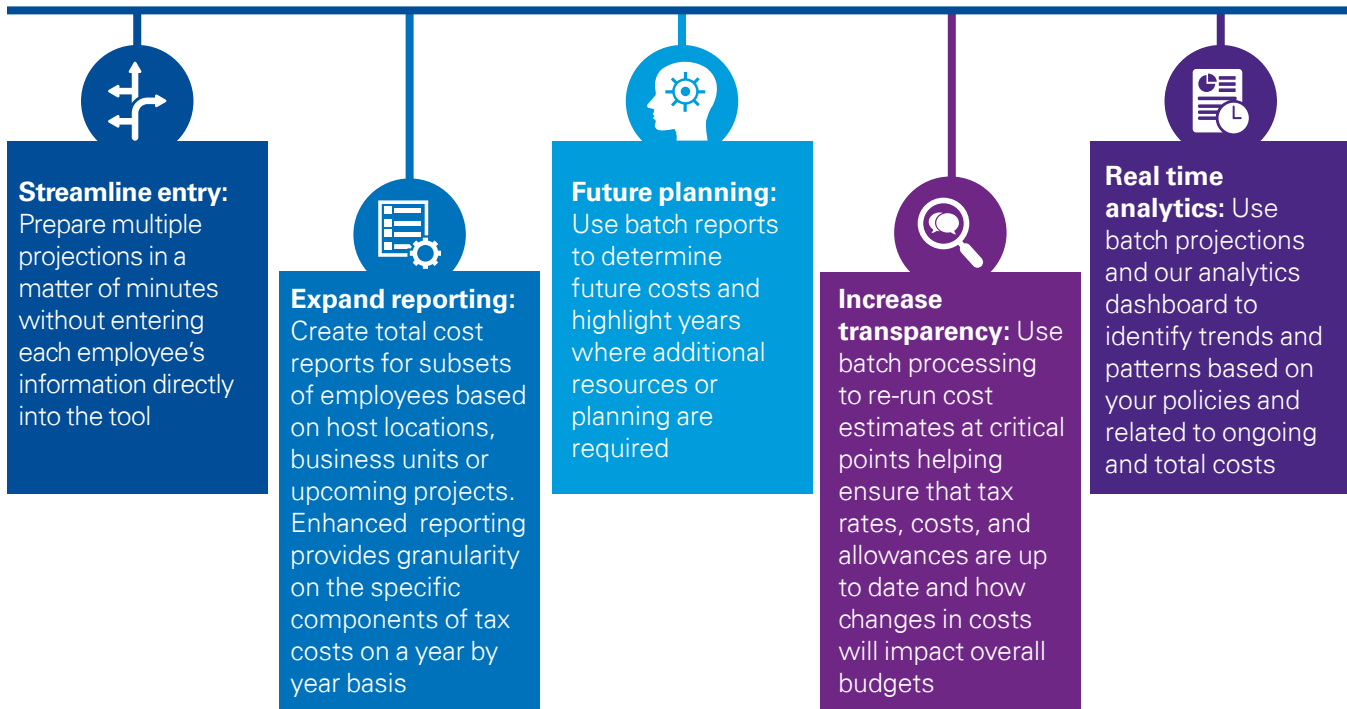 Streamline entry:
Prepare multiple
projections in a
matter of minutes
without entering
each employee’s
information directly
into the tool
Expand reporting:
Create total cost
reports for subsets
of employees based
on host locations,
business units or
upcoming projects.
Enhanced reporting
provides granularity
on the specific
components of tax
costs on a year by
year basis
Future planning:
Use batch reports
to determine
future costs and
highlight years
where additional
resources or
planning are
required
Increase
transparency: Use
batch processing
to re-run cost
estimates at critical
points helping
ensure that tax
rates, costs, and
allowances are up
to date and how
changes in costs
will impact overall
budgets
Real time
analytics: Use
batch projections
and our analytics
dashboard to
identify trends and
patterns based on
your policies and
related to ongoing
and total costs